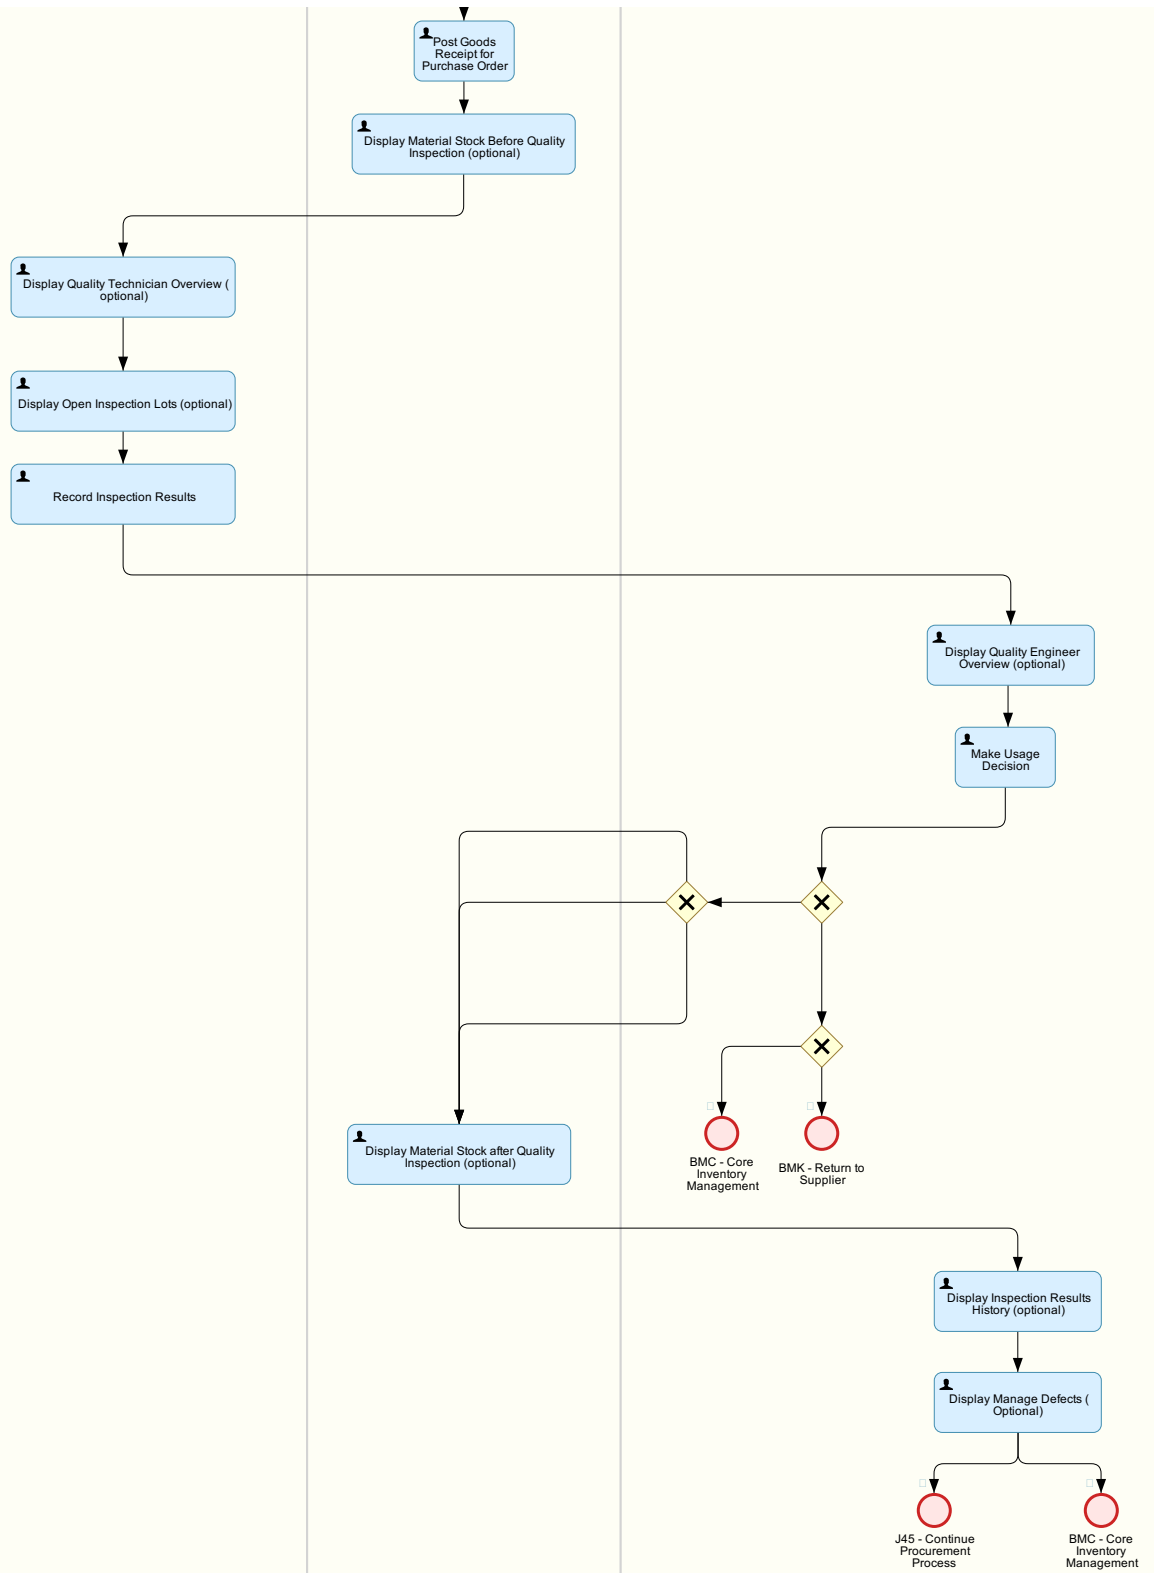 Post Goods
Receipt for
Purchase Order
Display Material Stock Before Quality
Inspection (optional)
Display Quality Technician Overview (
optional)
Display Open Inspection Lots (optional)
Record Inspection Results
Display Quality Engineer
Overview (optional)
Make Usage
Decision
Display Material Stock after Quality
Inspection (optional)
BMC - Core
Inventory
Management
BMK - Return to
Supplier
Display Inspection Results
History (optional)
Display Manage Defects (
Optional)
J45 - Continue
Procurement
Process
BMC - Core
Inventory
Management